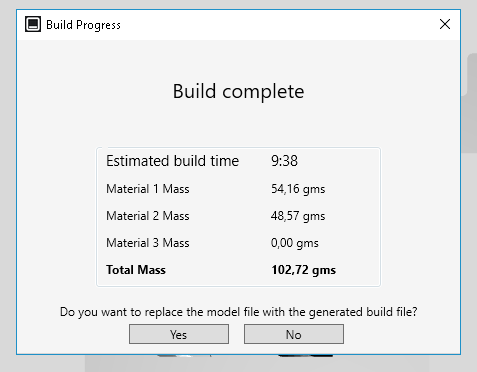 Build Progress
Build complete
Estimated build time 9:38
Material 1 Mass 54,16 gms
Material 2 Mass 48,57 gms
Material 3 Mass 0,00 gms
Total Mass 102,72 gms
Do you want to replace the model file with the generated build file?
Yes No